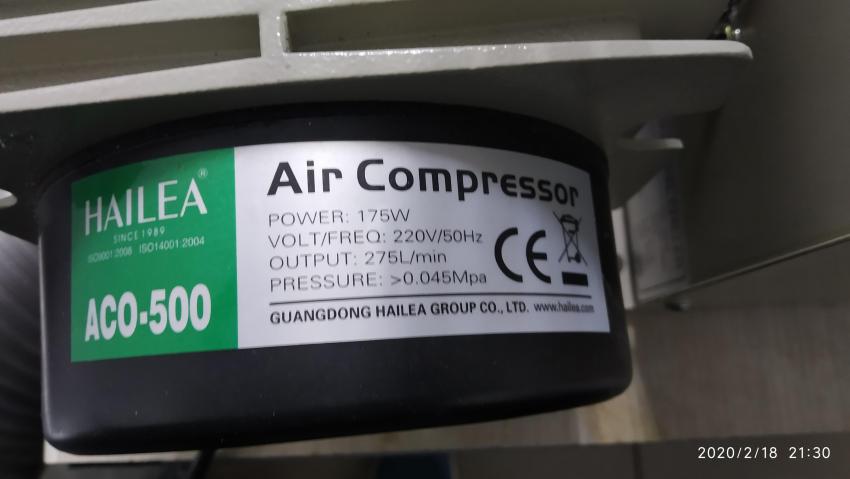 HAILEA®
SINCE 1989
ISO9001:2008 ISO14001:2004
ACO-500
Air Compressor
POWER: 175W
VOLT/FREQ: 220V/50Hz
OUTPUT: 275L/min
PRESSURE: >0.045Mpa
CE
GUANGDONG HAILEA GROUP CO., LTD. www.hailea.com
2020/2/18 21:30